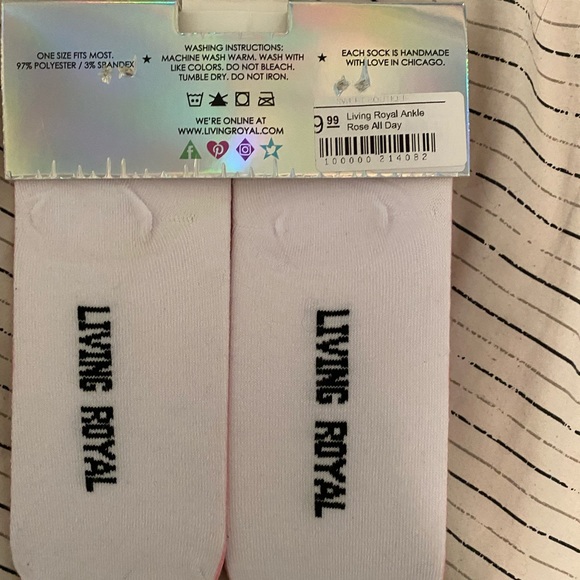 ONE SIZE FITS MOST.
97% POLYESTER / 3% SPANDEX
WASHING INSTRUCTIONS:
MACHINE WASH WARM. WASH WITH
LIKE COLORS. DO NOT BLEACH.
TUMBLE DRY. DO NOT IRON.
EACH SOCK IS HANDMADE
WITH LOVE IN CHICAGO.
WE'RE ONLINE AT
WWW.LIVINGROYAL.COM
9.99
Living Royal Ankle
Rose All Day
100000 214082
LIVING ROYAL
LIVING ROYAL